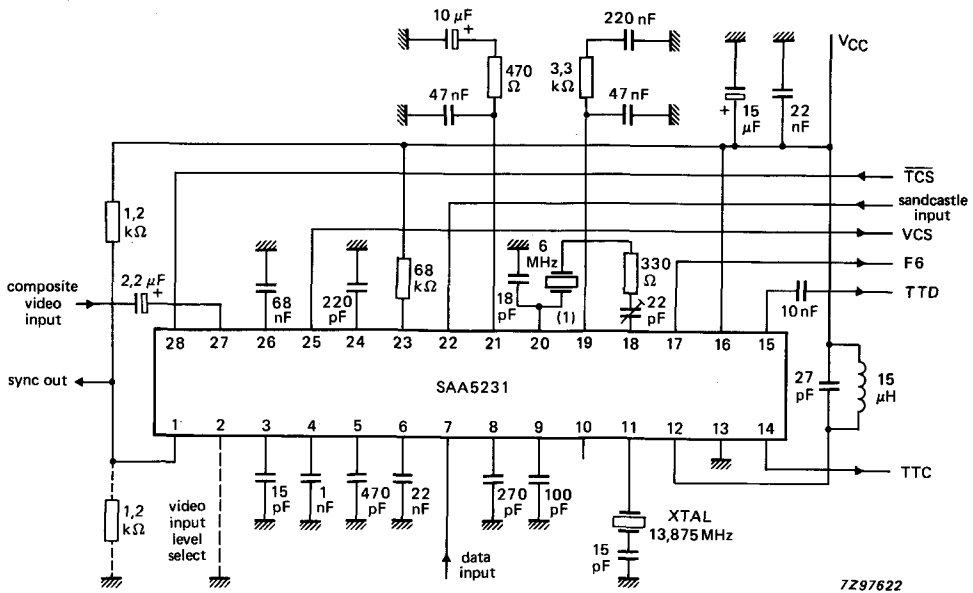 10 µF
+
220 nF
VCC
470
Ω
3,3
kΩ
47 nF
47 nF
+
15
µF
22
nF
TCS
sandcastle
input
VCS
1,2
kΩ
6
MHz
330
Ω
F6
composite
video
input
2,2 µF
+
68
nF
220
pF
68
kΩ
18
pF
(1)
22
pF
10 nF
TTD
28 27 26 25 24 23 22 21 20 19 18 17 16 15
sync out
SAA5231
27
pF
15
µH
1 2 3 4 5 6 7 8 9 10 11 12 13 14
TTC
1,2
kΩ
video
input
level
select
15
pF
1
nF
470
pF
22
nF
data
input
270
pF
100
pF
XTAL
13,875 MHz
15
pF
7Z97622